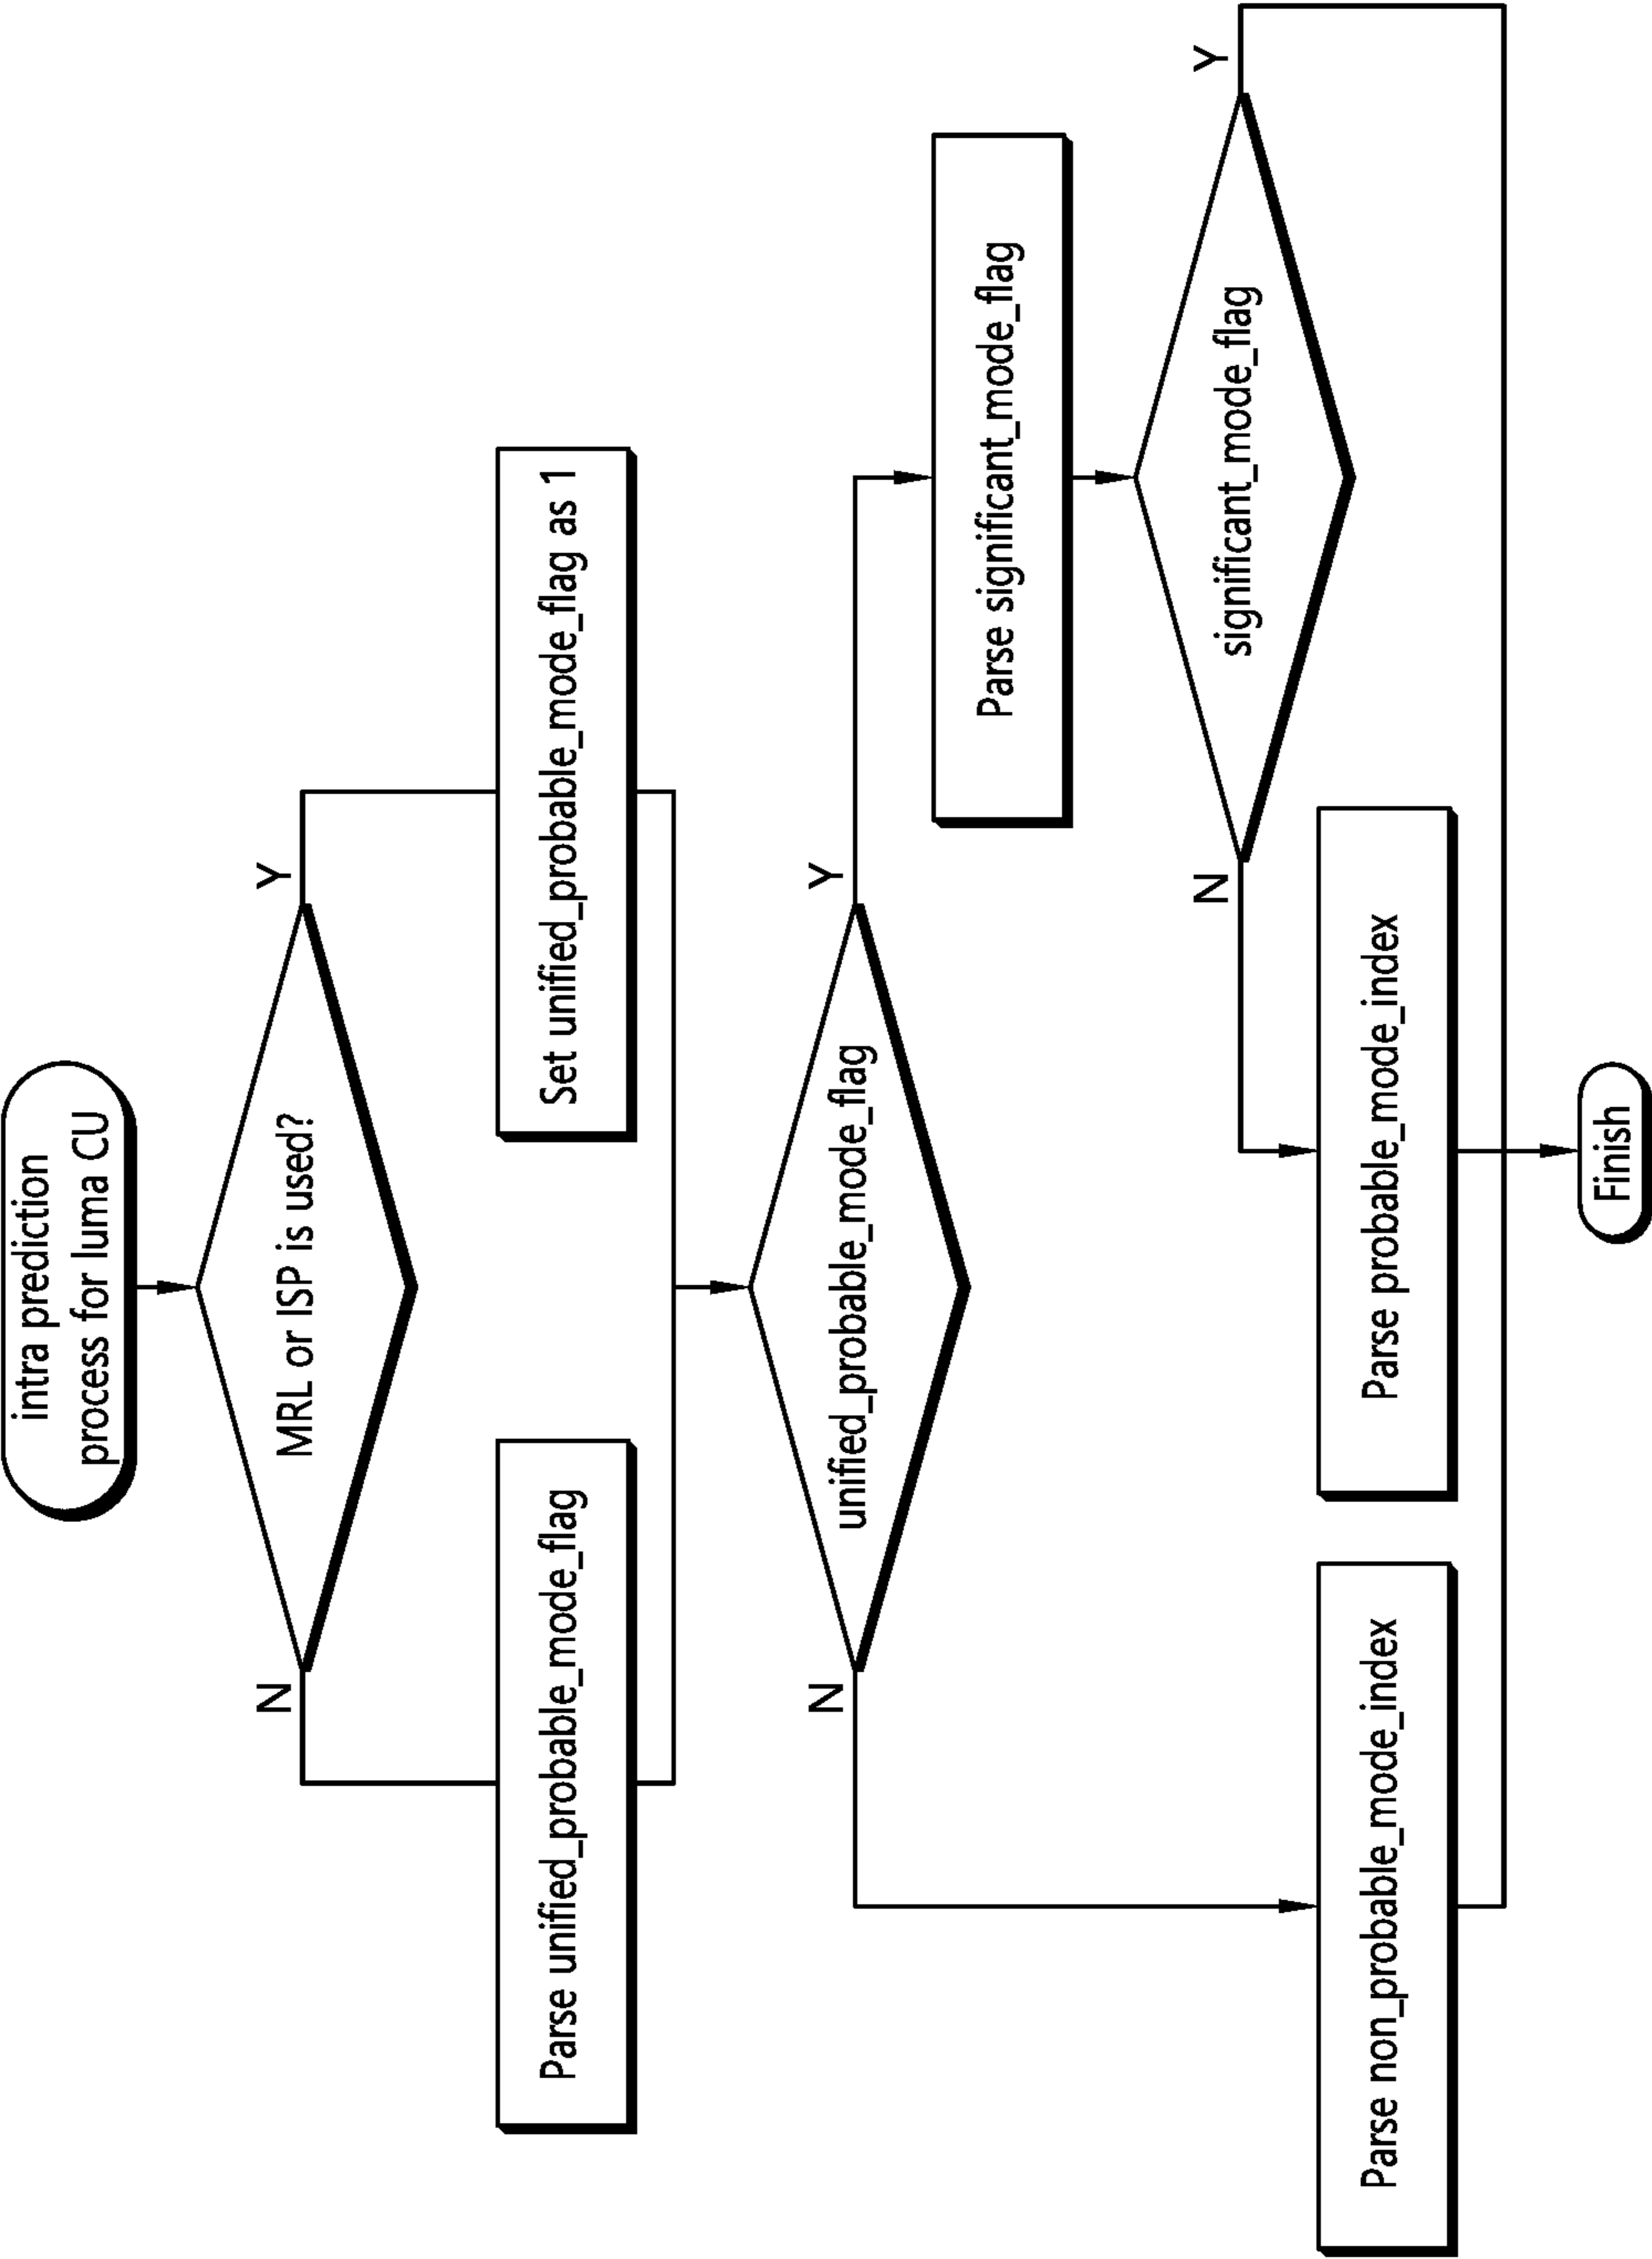 intra prediction
process for luma CU
MRL or ISP is used?
N
Y
Parse unified_probable_mode_flag
Set unified_probable_mode_flag as 1
unified_probable_mode_flag
N
Y
Parse significant_mode_flag
significant_mode_flag
N
Y
Parse non_probable_mode_index
Parse probable_mode_index
Finish